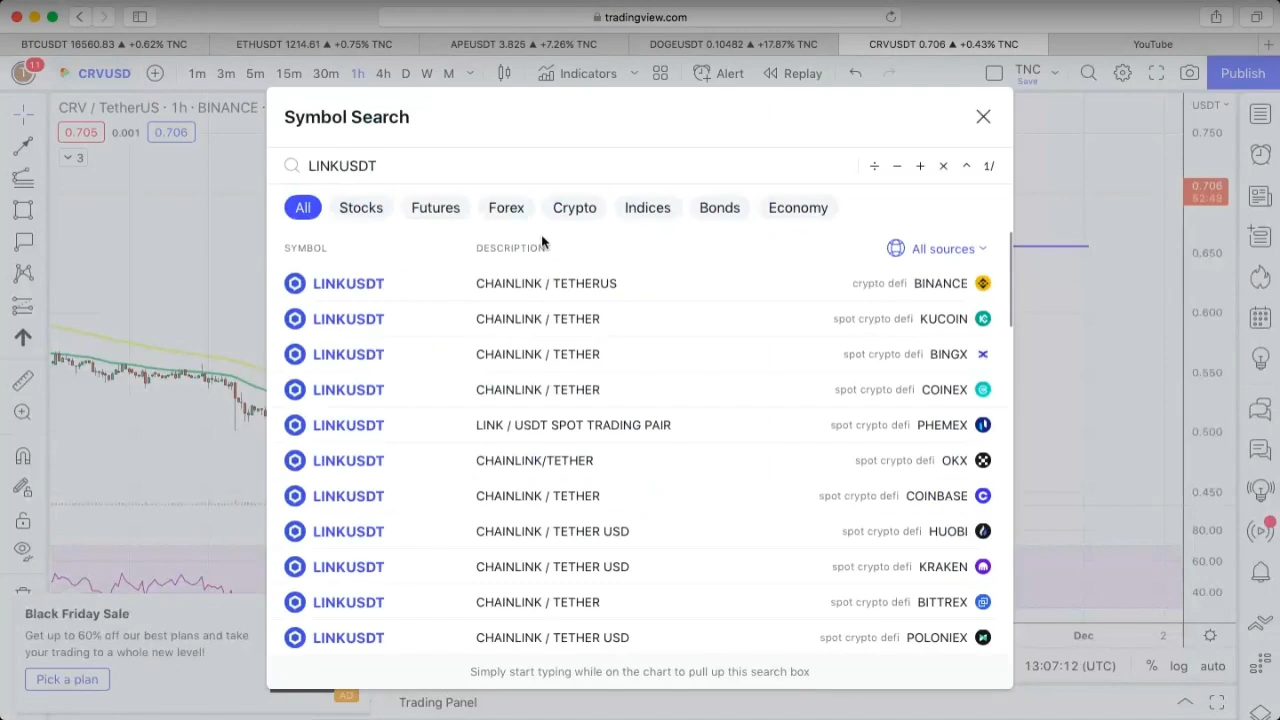 tradingview.com
BTCUSDT 16560.83 ▲ +0.62% TNC
ETHUSDT 1214.61 ▲ +0.75% TNC
APEUSDT 3.825 ▲ +7.26% TNC
DOGEUSDT 0.10482 ▲ +17.87% TNC
CRVUSDT 0.706 ▲ +0.43% TNC
YouTube
11
CRVUSD
1m 3m 5m 15m 30m 1h 4h D W M
Indicators
Alert
Replay
TNC
Save
Publish
CRV / TetherUS · 1h · BINANCE
USDT
0.705 0.001 0.706
3
Symbol Search
LINKUSDT
÷ − + × ^ 1/
All Stocks Futures Forex Crypto Indices Bonds Economy
SYMBOL DESCRIPTION All sources
LINKUSDT CHAINLINK / TETHERUS crypto defi BINANCE
LINKUSDT CHAINLINK / TETHER spot crypto defi KUCOIN
LINKUSDT CHAINLINK / TETHER spot crypto defi BINGX
LINKUSDT CHAINLINK / TETHER spot crypto defi COINEX
LINKUSDT LINK / USDT SPOT TRADING PAIR spot crypto defi PHEMEX
LINKUSDT CHAINLINK/TETHER spot crypto defi OKX
LINKUSDT CHAINLINK / TETHER spot crypto defi COINBASE
LINKUSDT CHAINLINK / TETHER USD spot crypto defi HUOBI
LINKUSDT CHAINLINK / TETHER USD spot crypto defi KRAKEN
LINKUSDT CHAINLINK / TETHER spot crypto defi BITTREX
LINKUSDT CHAINLINK / TETHER USD spot crypto defi POLONIEX
Simply start typing while on the chart to pull up this search box
0.750
0.706
52:49
0.650
0.600
0.550
0.500
0.450
80.00
60.00
40.00
Black Friday Sale
Get up to 60% off our best plans and take
your trading to a whole new level!
Pick a plan
AD
Dec 2
13:07:12 (UTC) % log auto
Trading Panel